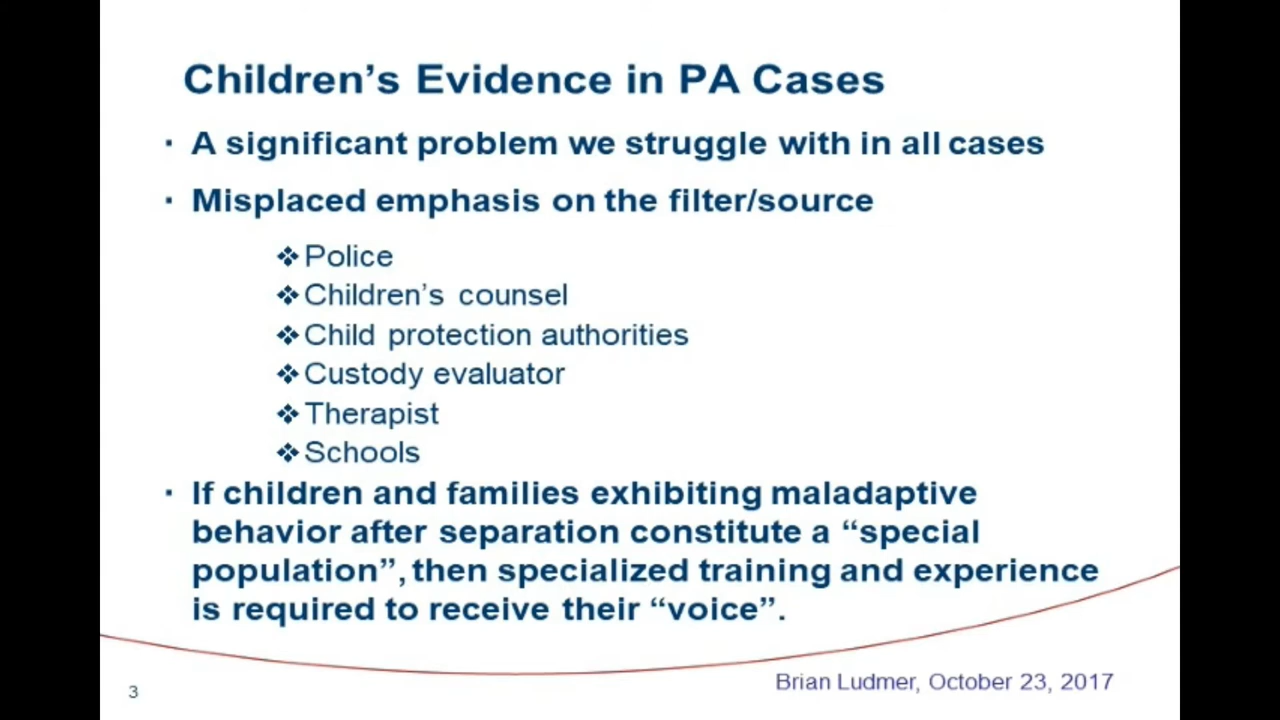 Children’s Evidence in PA Cases
· A significant problem we struggle with in all cases
· Misplaced emphasis on the filter/source
❖Police
❖Children’s counsel
❖Child protection authorities
❖Custody evaluator
❖Therapist
❖Schools
· If children and families exhibiting maladaptive
behavior after separation constitute a “special
population”, then specialized training and experience
is required to receive their “voice”.
Brian Ludmer, October 23, 2017
3